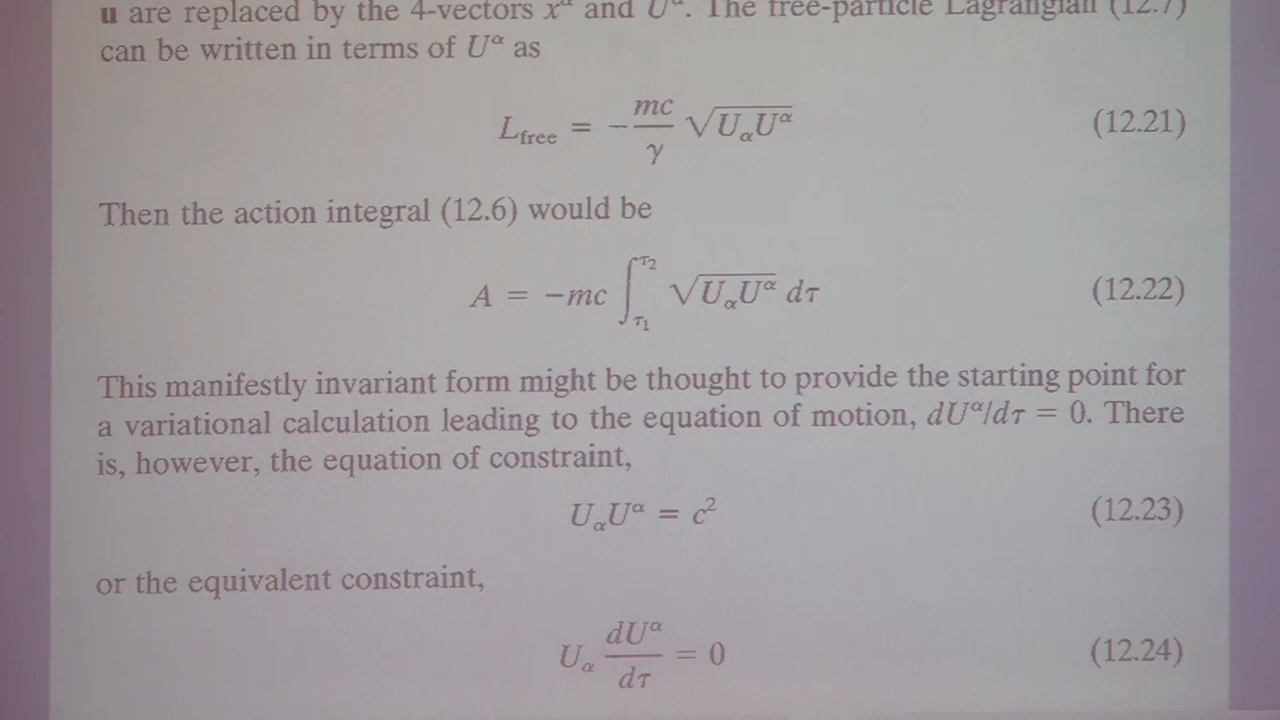 u are replaced by the 4-vectors x^α and U^α. The free-particle Lagrangian (12.7)
can be written in terms of U^α as
L_free = − mc/γ √(U_αU^α) (12.21)
Then the action integral (12.6) would be
A = −mc ∫_{τ₁}^{τ₂} √(U_αU^α) dτ (12.22)
This manifestly invariant form might be thought to provide the starting point for
a variational calculation leading to the equation of motion, dU^α/dτ = 0. There
is, however, the equation of constraint,
U_αU^α = c² (12.23)
or the equivalent constraint,
U_α dU^α/dτ = 0 (12.24)